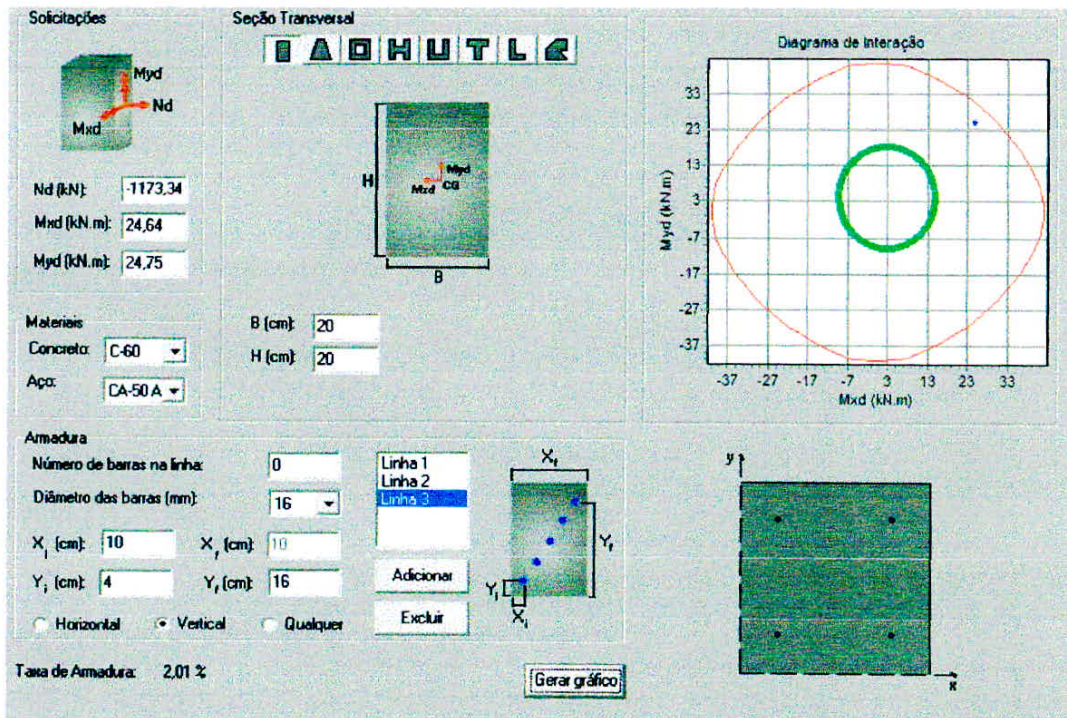 Solicitações
Myd
Nd
Mxd
Nd (kN): -1173,34
Mxd (kN.m): 24,64
Myd (kN.m): 24,75
Materiais
Concreto: C-60
Aço: CA-50 A
Seção Transversal
H
Myd
Mxd CG
B
B (cm): 20
H (cm): 20
Diagrama de Interação
Myd (kN.m)
33
23
13
3
-7
-17
-27
-37
-37 -27 -17 -7 3 13 23 33
Mxd (kN.m)
Armadura
Número de barras na linha: 0
Diâmetro das barras (mm): 16
Xi (cm): 10 Xf (cm): 10
Yi (cm): 4 Yf (cm): 16
Horizontal Vertical Qualquer
Linha 1
Linha 2
Linha 3
Adicionar
Excluir
Xf
Yf
Yi
Xi
Taxa de Armadura: 2,01 %
Gerar gráfico
y
x